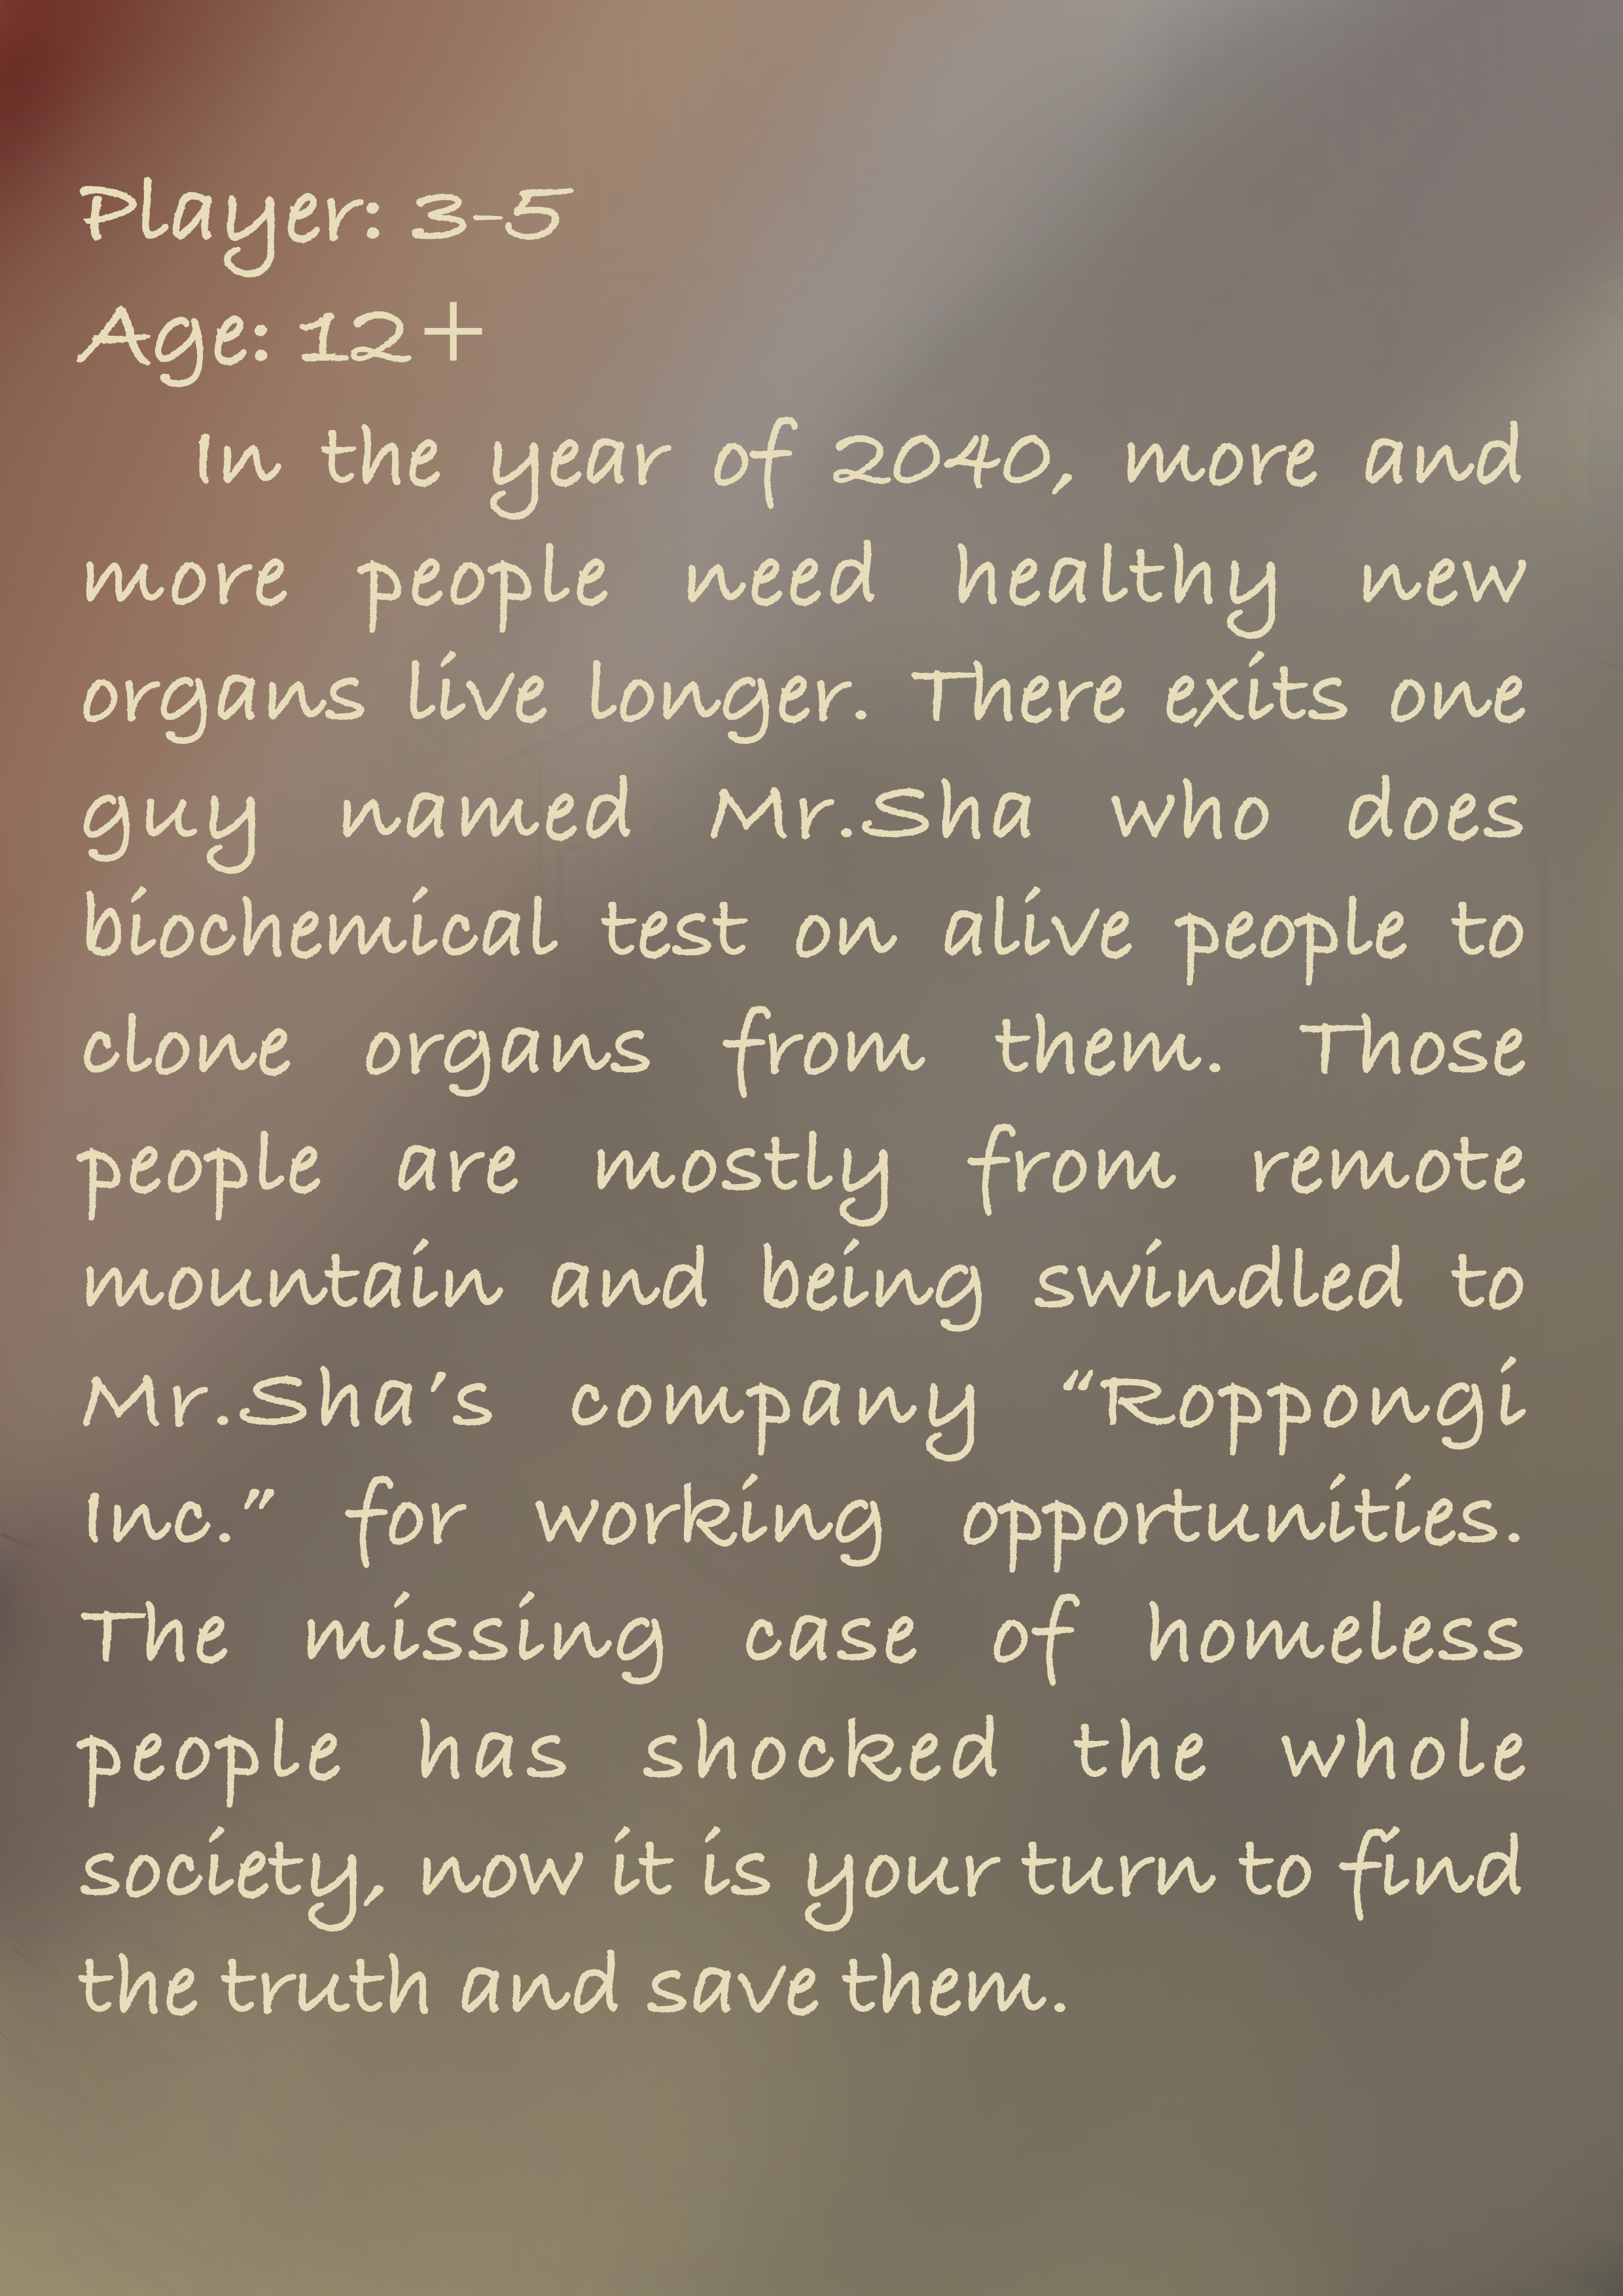 Player: 3-5
Age: 12+
In the year of 2040, more and
more people need healthy new
organs live longer. There exits one
guy named Mr.Sha who does
biochemical test on alive people to
clone organs from them. Those
people are mostly from remote
mountain and being swindled to
Mr.Sha’s company “Roppongi
Inc.” for working opportunities.
The missing case of homeless
people has shocked the whole
society, now it is your turn to find
the truth and save them.